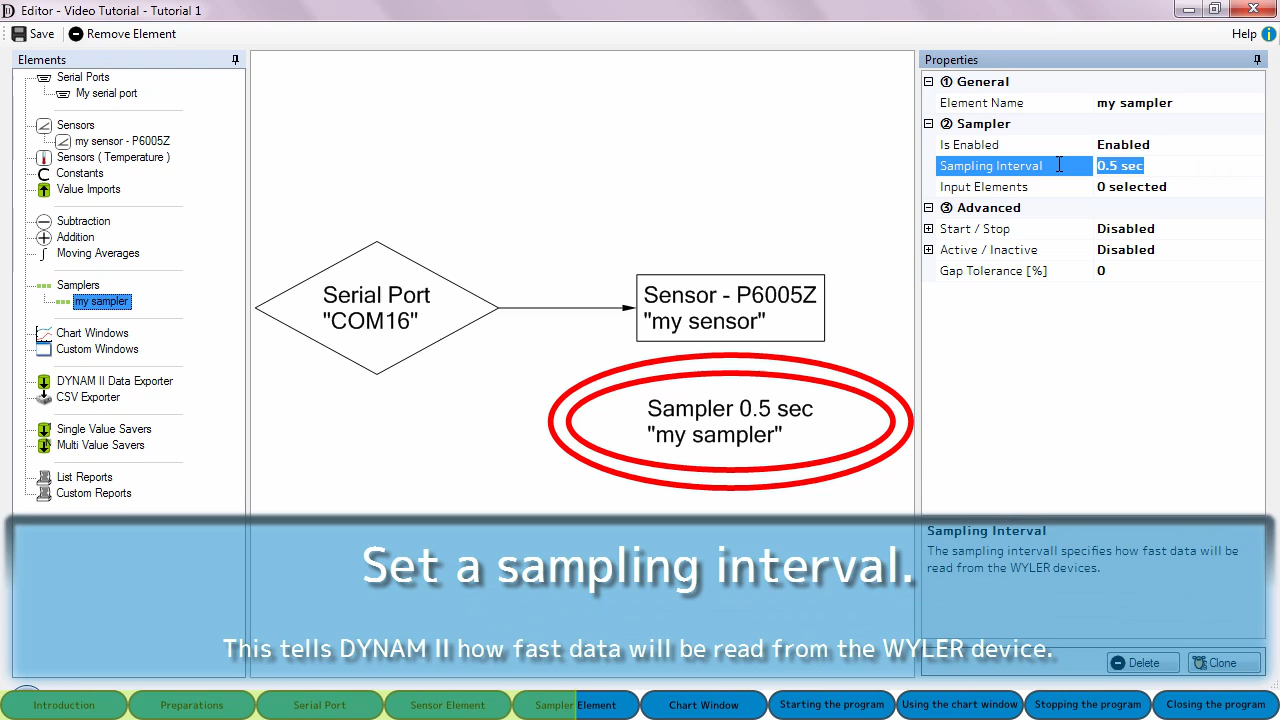 Editor - Video Tutorial - Tutorial 1
Save
Remove Element
Help
Elements
Serial Ports
My serial port
Sensors
my sensor - P6005Z
Sensors ( Temperature )
Constants
Value Imports
Subtraction
Addition
Moving Averages
Samplers
my sampler
Chart Windows
Custom Windows
DYNAM II Data Exporter
CSV Exporter
Single Value Savers
Multi Value Savers
List Reports
Custom Reports
Serial Port
"COM16"
Sensor - P6005Z
"my sensor"
Sampler 0.5 sec
"my sampler"
Properties
① General
Element Name my sampler
② Sampler
Is Enabled Enabled
Sampling Interval 0.5 sec
Input Elements 0 selected
③ Advanced
Start / Stop Disabled
Active / Inactive Disabled
Gap Tolerance [%] 0
Sampling Interval
The sampling intervall specifies how fast data will be
read from the WYLER devices.
Set a sampling interval.
This tells DYNAM II how fast data will be read from the WYLER device.
Delete
Clone
Introduction
Preparations
Serial Port
Sensor Element
Sampler Element
Chart Window
Starting the program
Using the chart window
Stopping the program
Closing the program